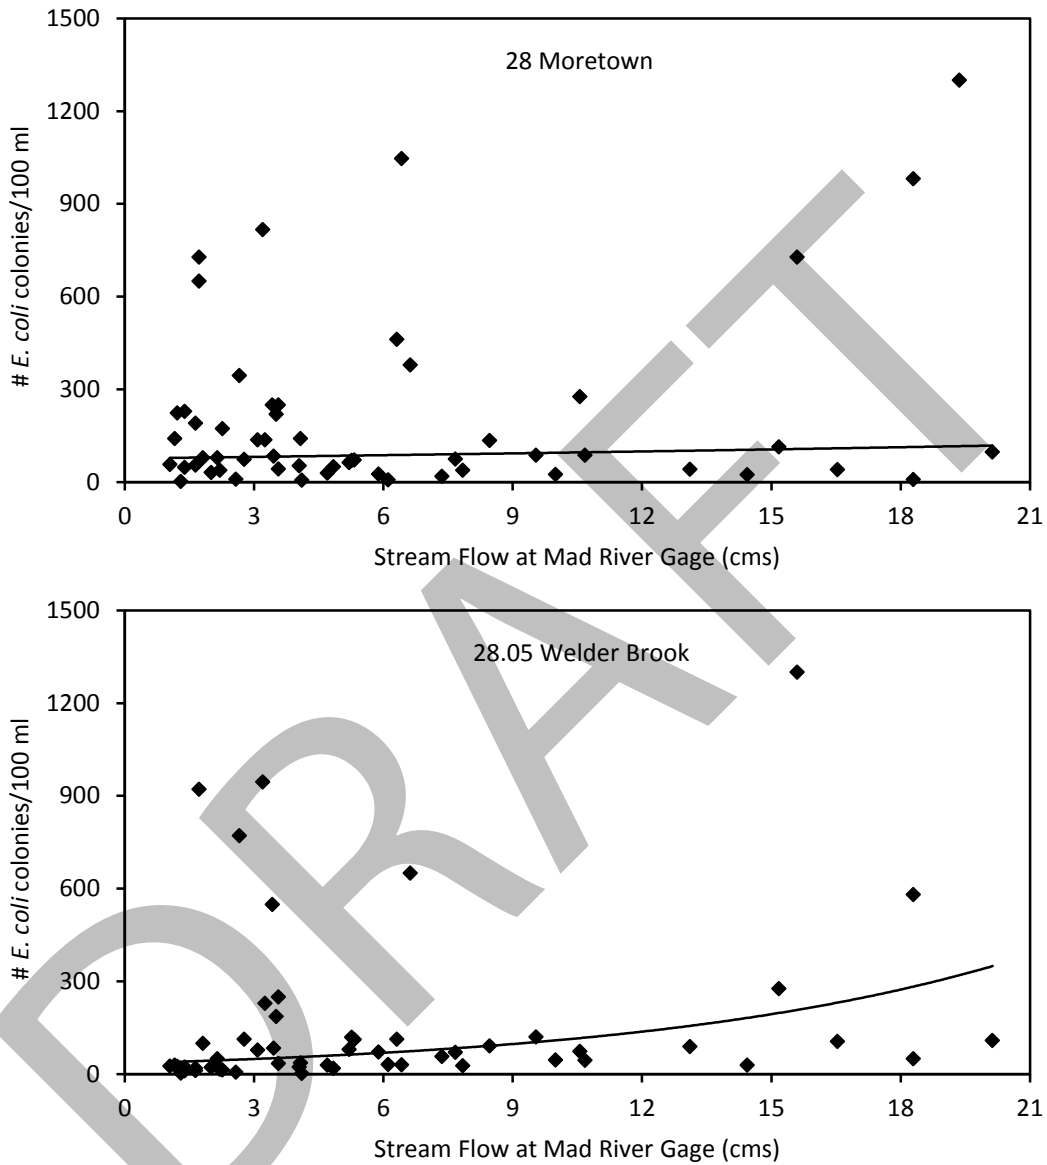 1500
28 Moretown
1200
900
600
300
0
# E. coli colonies/100 ml
0 3 6 9 12 15 18 21
Stream Flow at Mad River Gage (cms)
1500
28.05 Welder Brook
1200
900
600
300
0
# E. coli colonies/100 ml
0 3 6 9 12 15 18 21
Stream Flow at Mad River Gage (cms)
DRAFT